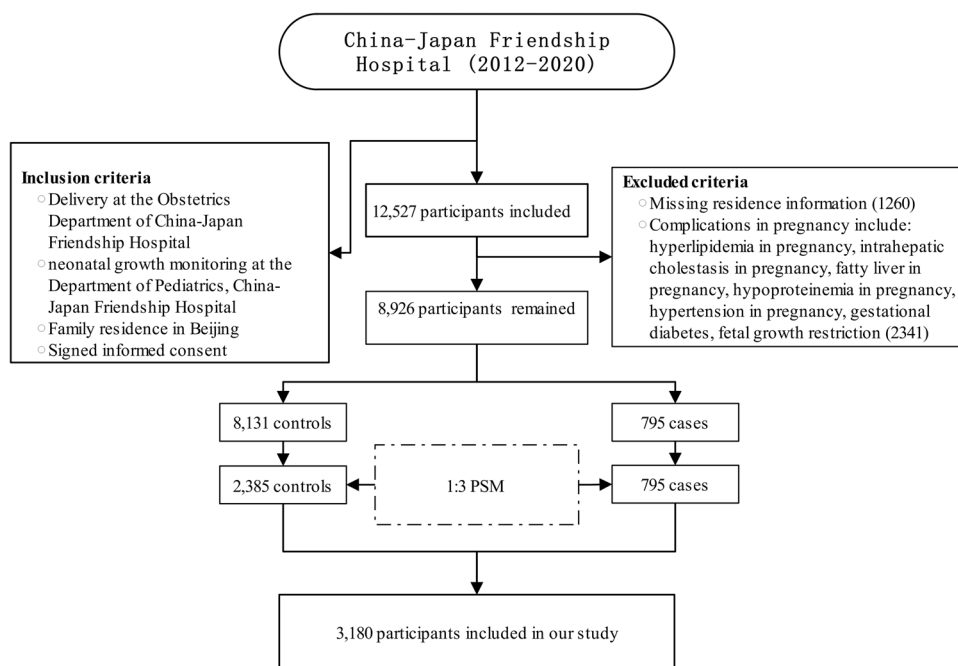 China-Japan Friendship
Hospital (2012-2020)
Inclusion criteria
○ Delivery at the Obstetrics
Department of China-Japan
Friendship Hospital
○ neonatal growth monitoring at the
Department of Pediatrics, China-
Japan Friendship Hospital
○ Family residence in Beijing
○ Signed informed consent
12,527 participants included
Excluded criteria
○ Missing residence information (1260)
○ Complications in pregnancy include:
hyperlipidemia in pregnancy, intrahepatic
cholestasis in pregnancy, fatty liver in
pregnancy, hypoproteinemia in pregnancy,
hypertension in pregnancy, gestational
diabetes, fetal growth restriction (2341)
8,926 participants remained
8,131 controls
795 cases
2,385 controls
1:3 PSM
795 cases
3,180 participants included in our study